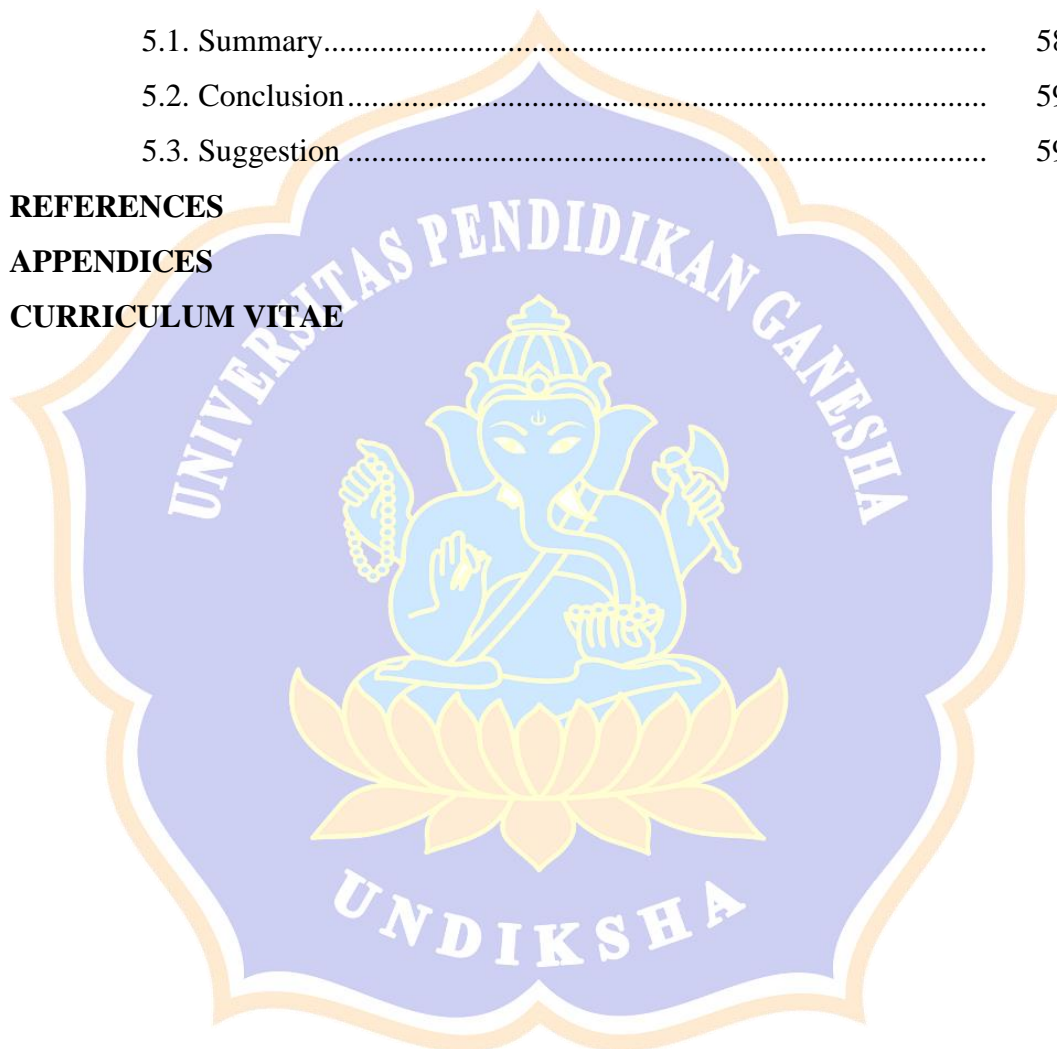 5.1. Summary................................................................................ 58
5.2. Conclusion............................................................................. 59
5.3. Suggestion ............................................................................. 59
REFERENCES
APPENDICES
CURRICULUM VITAE
UNIVERSITAS PENDIDIKAN GANESHA
UNDIKSHA